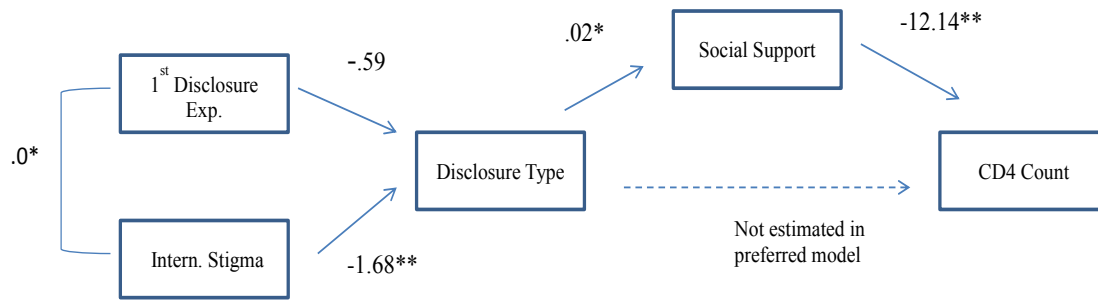 .02*
Social Support
-12.14**
1st Disclosure
Exp.
-.59
.0*
Disclosure Type
CD4 Count
Intern. Stigma
-1.68**
Not estimated in
preferred model